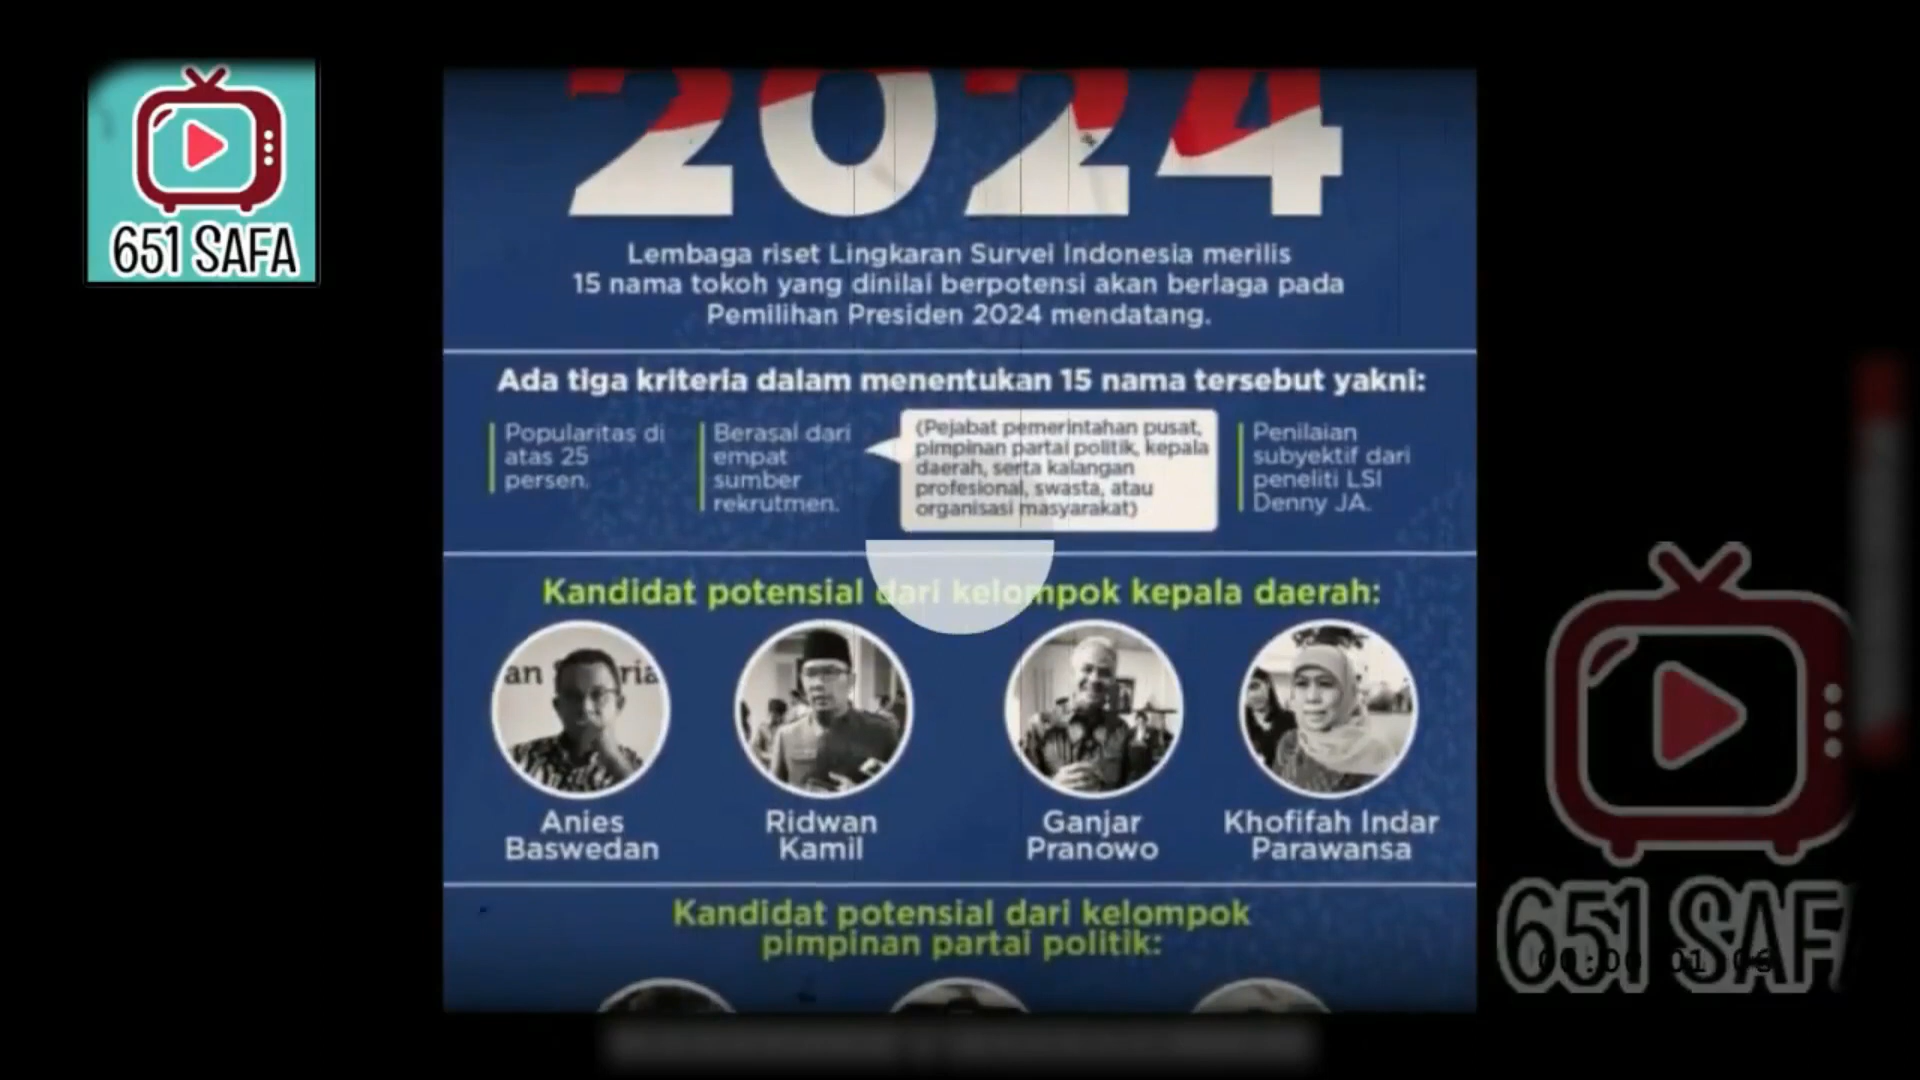 651 SAFA
2024
Lembaga riset Lingkaran Survei Indonesia merilis
15 nama tokoh yang dinilai berpotensi akan berlaga pada
Pemilihan Presiden 2024 mendatang.
Ada tiga kriteria dalam menentukan 15 nama tersebut yakni:
Popularitas di
atas 25
persen.
Berasal dari
empat
sumber
rekrutmen.
(Pejabat pemerintahan pusat,
pimpinan partai politik, kepala
daerah, serta kalangan
profesional, swasta, atau
organisasi masyarakat)
Penilaian
subyektif dari
peneliti LSI
Denny JA.
Kandidat potensial dari kelompok kepala daerah:
an ria
Anies
Baswedan
Ridwan
Kamil
Ganjar
Pranowo
Khofifah Indar
Parawansa
Kandidat potensial dari kelompok
pimpinan partai politik:
651 SAF